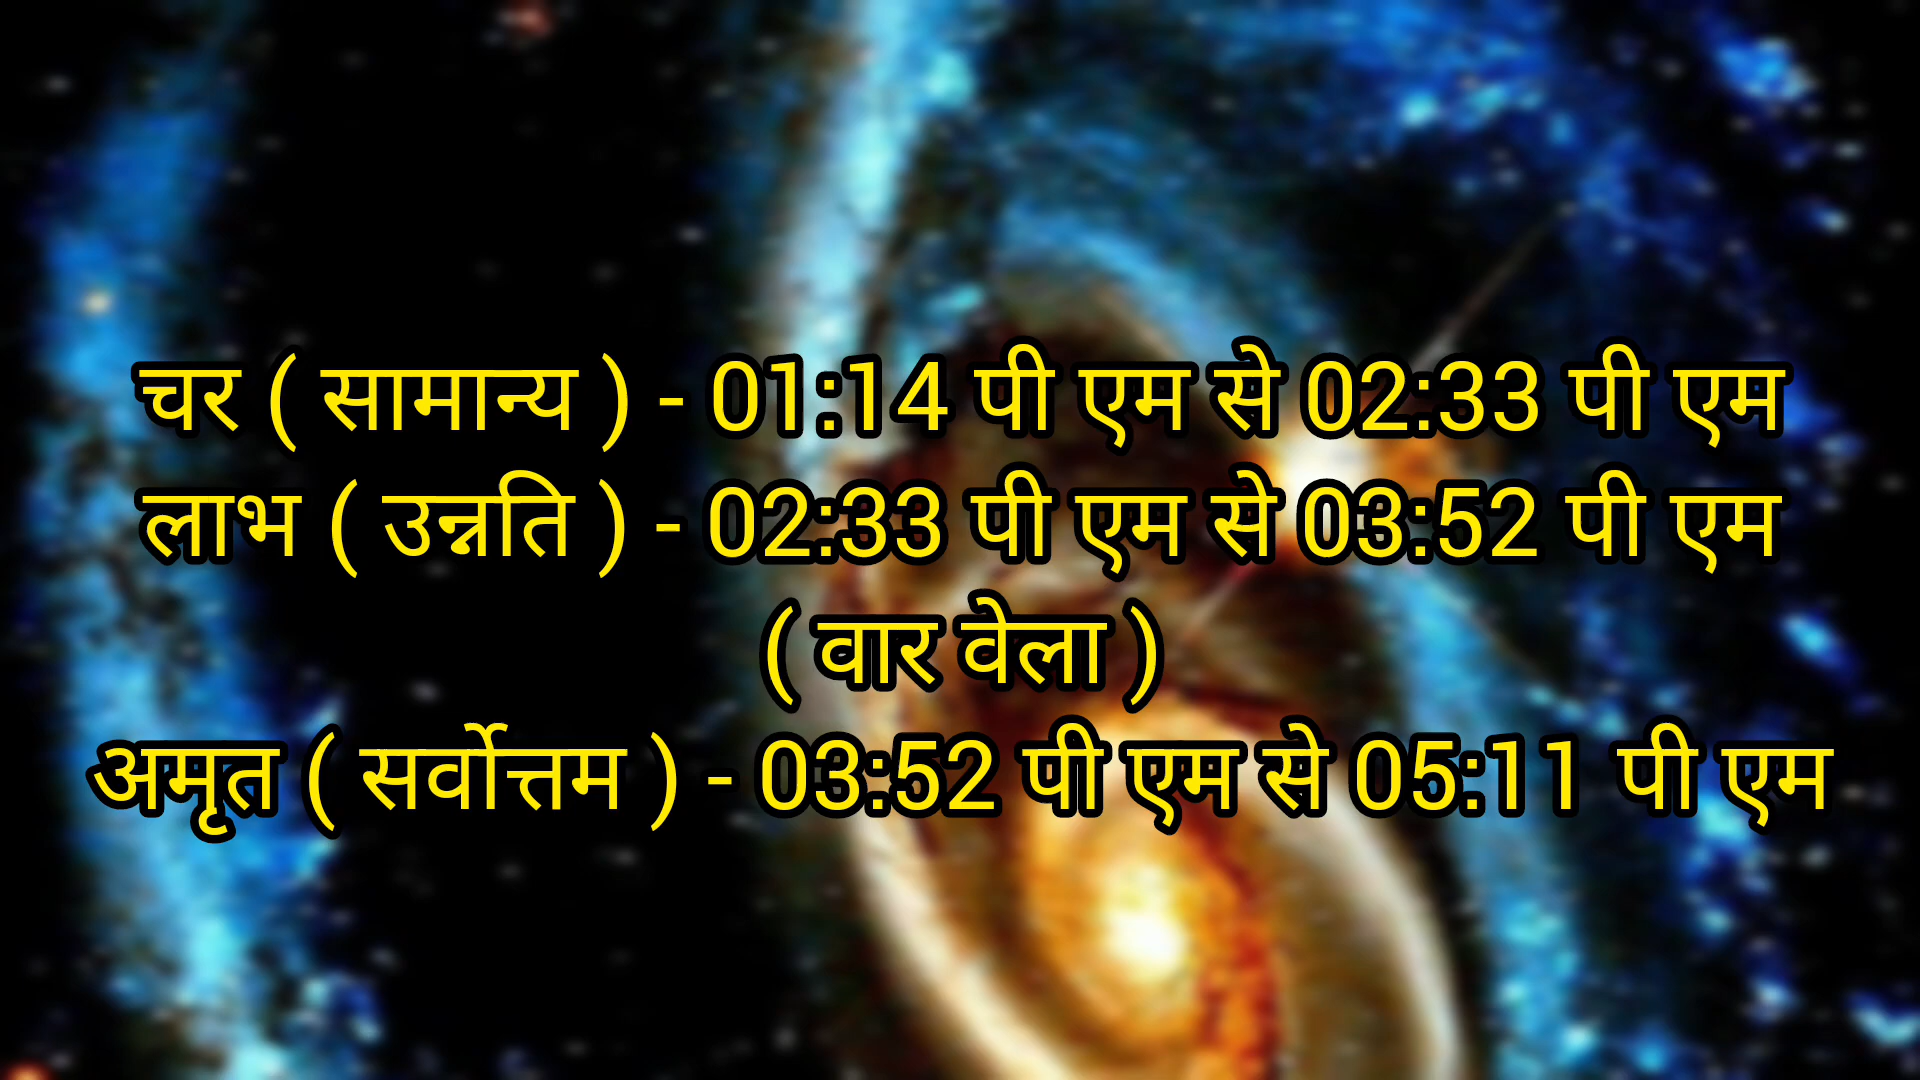 चर ( सामान्य ) - 01:14 पी एम से 02:33 पी एम
लाभ ( उन्नति ) - 02:33 पी एम से 03:52 पी एम
( वार वेला )
अमृत ( सर्वोत्तम ) - 03:52 पी एम से 05:11 पी एम